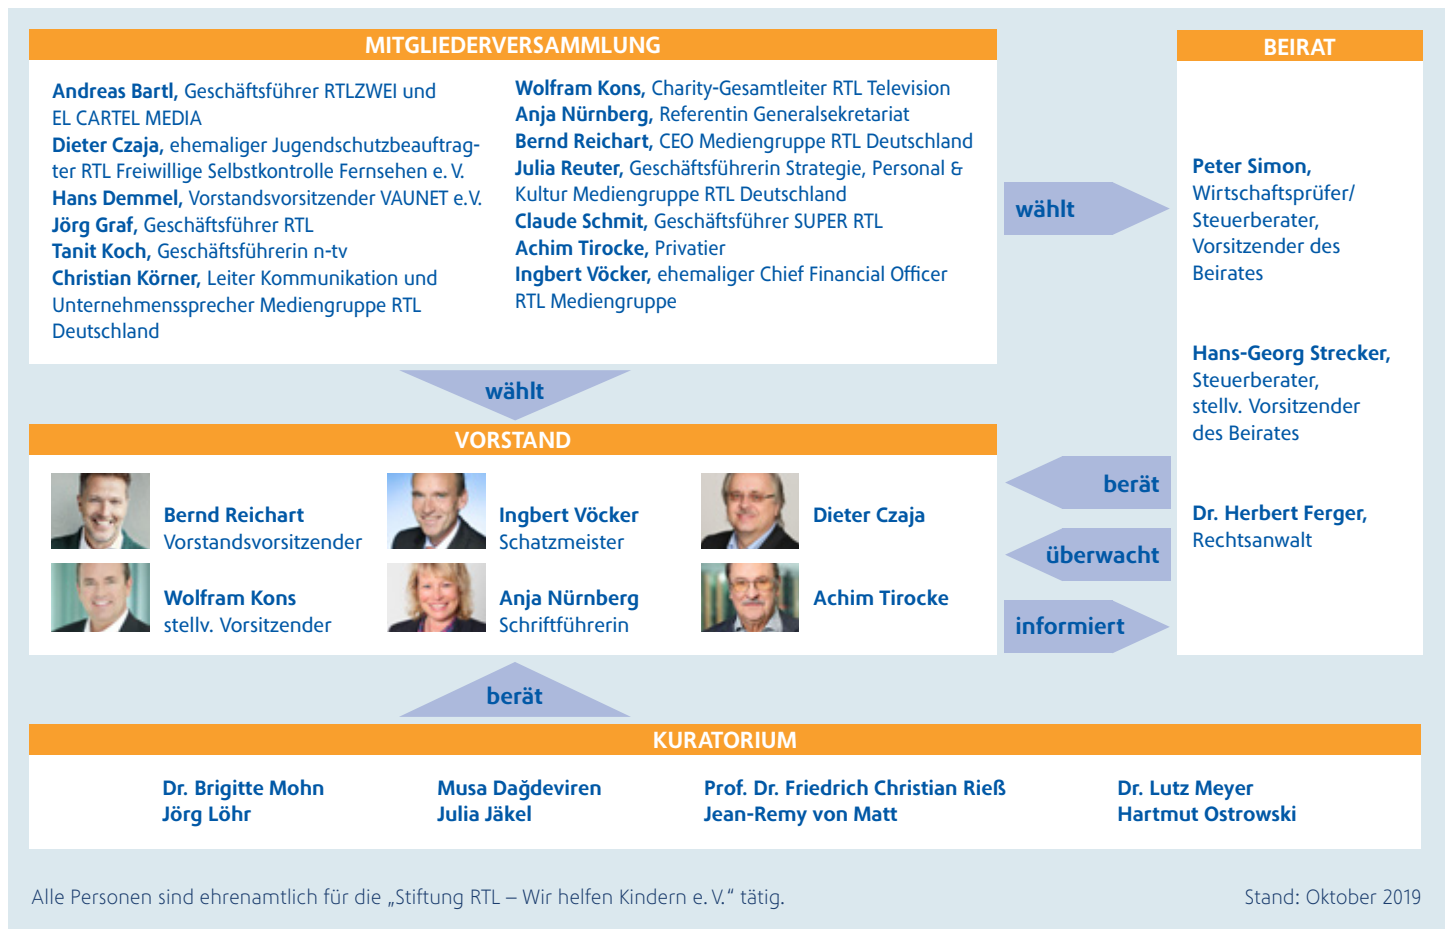 MITGLIEDERVERSAMMLUNG
Andreas Bartl, Geschäftsführer RTLZWEI und
EL CARTEL MEDIA
Dieter Czaja, ehemaliger Jugendschutzbeauftrag-
ter RTL Freiwillige Selbstkontrolle Fernsehen e. V.
Hans Demmel, Vorstandsvorsitzender VAUNET e.V.
Jörg Graf, Geschäftsführer RTL
Tanit Koch, Geschäftsführerin n-tv
Christian Körner, Leiter Kommunikation und
Unternehmenssprecher Mediengruppe RTL
Deutschland
Wolfram Kons, Charity-Gesamtleiter RTL Television
Anja Nürnberg, Referentin Generalsekretariat
Bernd Reichart, CEO Mediengruppe RTL Deutschland
Julia Reuter, Geschäftsführerin Strategie, Personal &
Kultur Mediengruppe RTL Deutschland
Claude Schmit, Geschäftsführer SUPER RTL
Achim Tirocke, Privatier
Ingbert Vöcker, ehemaliger Chief Financial Officer
RTL Mediengruppe
wählt
BEIRAT
Peter Simon,
Wirtschaftsprüfer/
Steuerberater,
Vorsitzender des
Beirates
Hans-Georg Strecker,
Steuerberater,
stellv. Vorsitzender
des Beirates
Dr. Herbert Ferger,
Rechtsanwalt
wählt
VORSTAND
Bernd Reichart
Vorstandsvorsitzender
Ingbert Vöcker
Schatzmeister
Dieter Czaja
Wolfram Kons
stellv. Vorsitzender
Anja Nürnberg
Schriftführerin
Achim Tirocke
berät
überwacht
informiert
berät
KURATORIUM
Dr. Brigitte Mohn
Jörg Löhr
Musa Dağdeviren
Julia Jäkel
Prof. Dr. Friedrich Christian Rieß
Jean-Remy von Matt
Dr. Lutz Meyer
Hartmut Ostrowski
Alle Personen sind ehrenamtlich für die „Stiftung RTL – Wir helfen Kindern e. V.“ tätig.
Stand: Oktober 2019